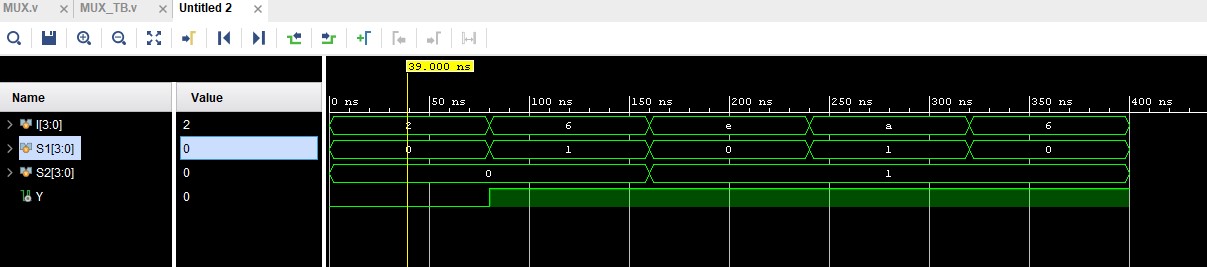 MUX.v × MUX_TB.v × Untitled 2 ×
39.000 ns
Name Value
0 ns 50 ns 100 ns 150 ns 200 ns 250 ns 300 ns 350 ns 400 ns
I[3:0] 2 2 6 e a 6
S1[3:0] 0 0 1 0 1 0
S2[3:0] 0 0 1
Y 0